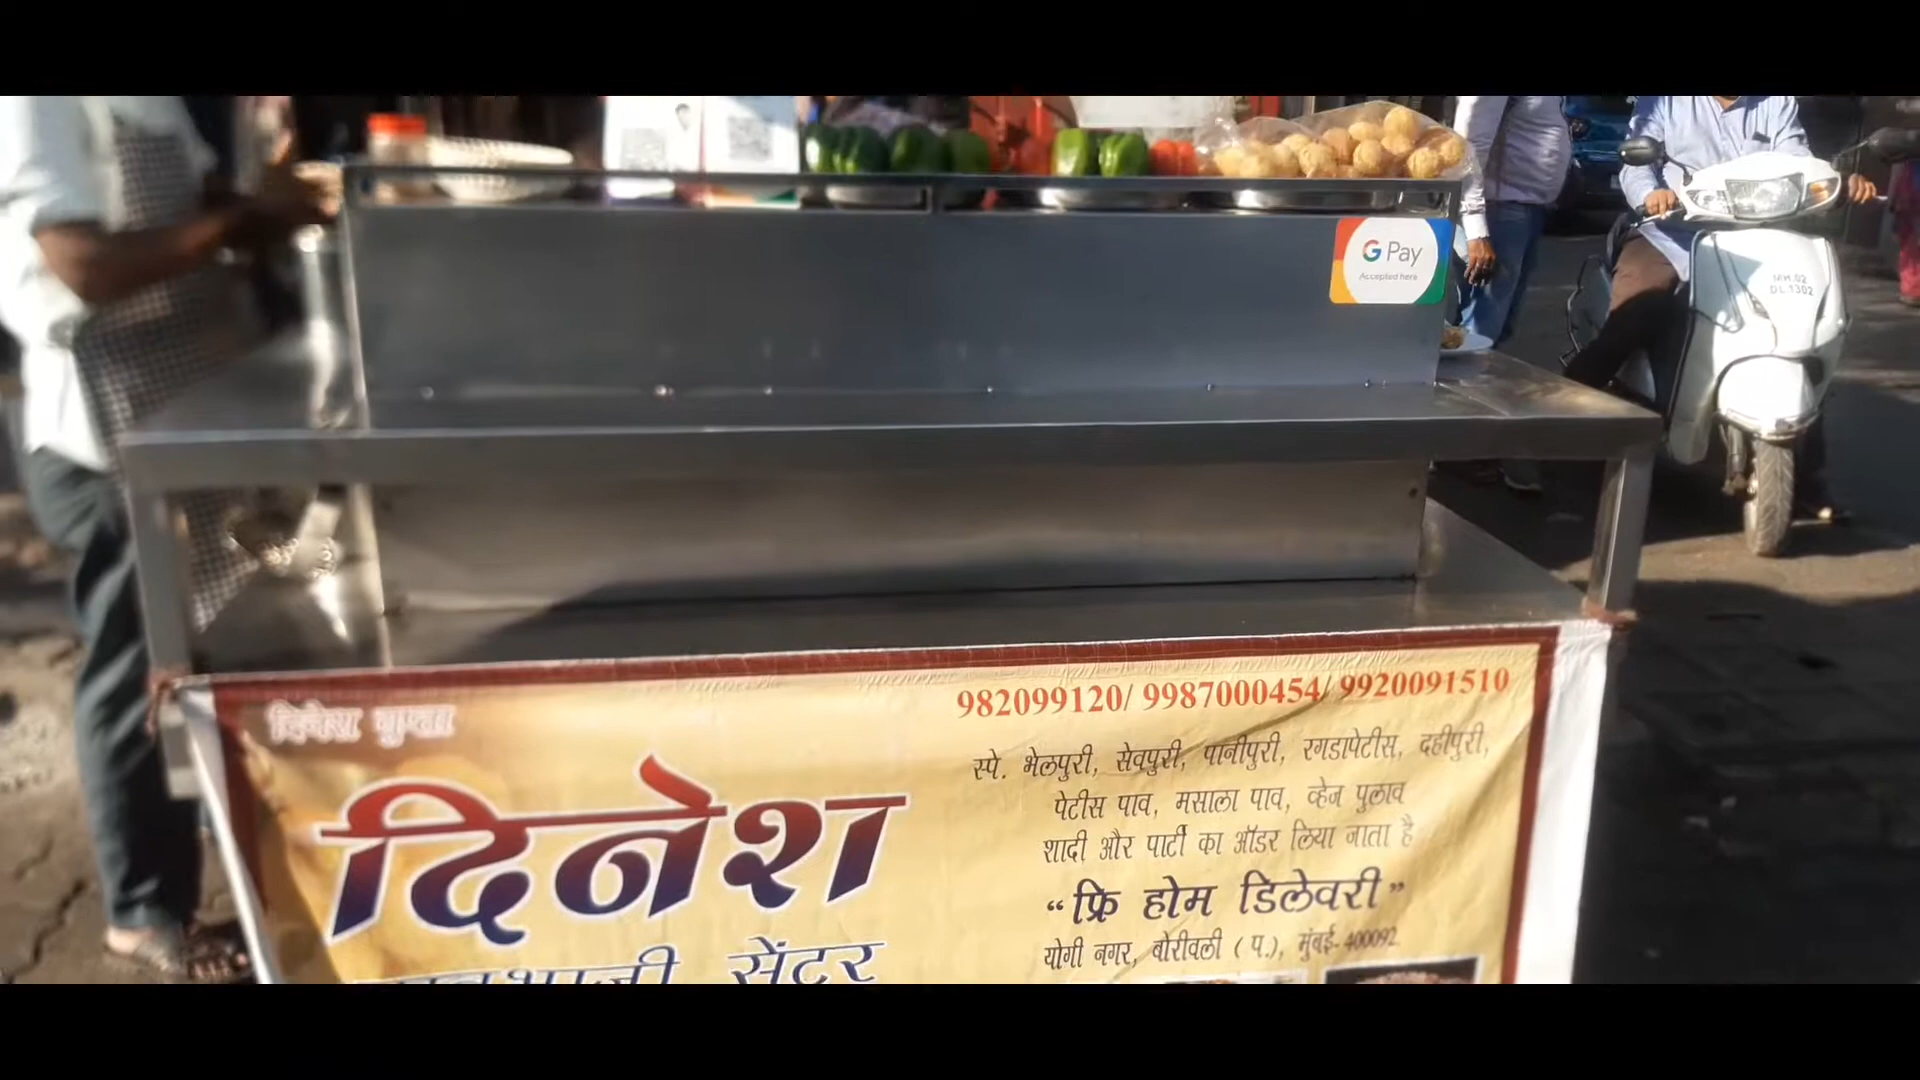 G Pay
Accepted here
MH.02
DL.1302
982099120/ 9987000454/ 9920091510
दिनेश गुप्ता
स्पे. भेलपुरी, सेवपुरी, पानीपुरी, रगडापेटीस, दहीपुरी,
पेटीस पाव, मसाला पाव, व्हेज पुलाव
शादी और पार्टी का ऑडर लिया जाता है
दिनेश
“फ्रि होम डिलेवरी”
सेंटर
योगी नगर, बोरीवली (प.), मुंबई-400092.